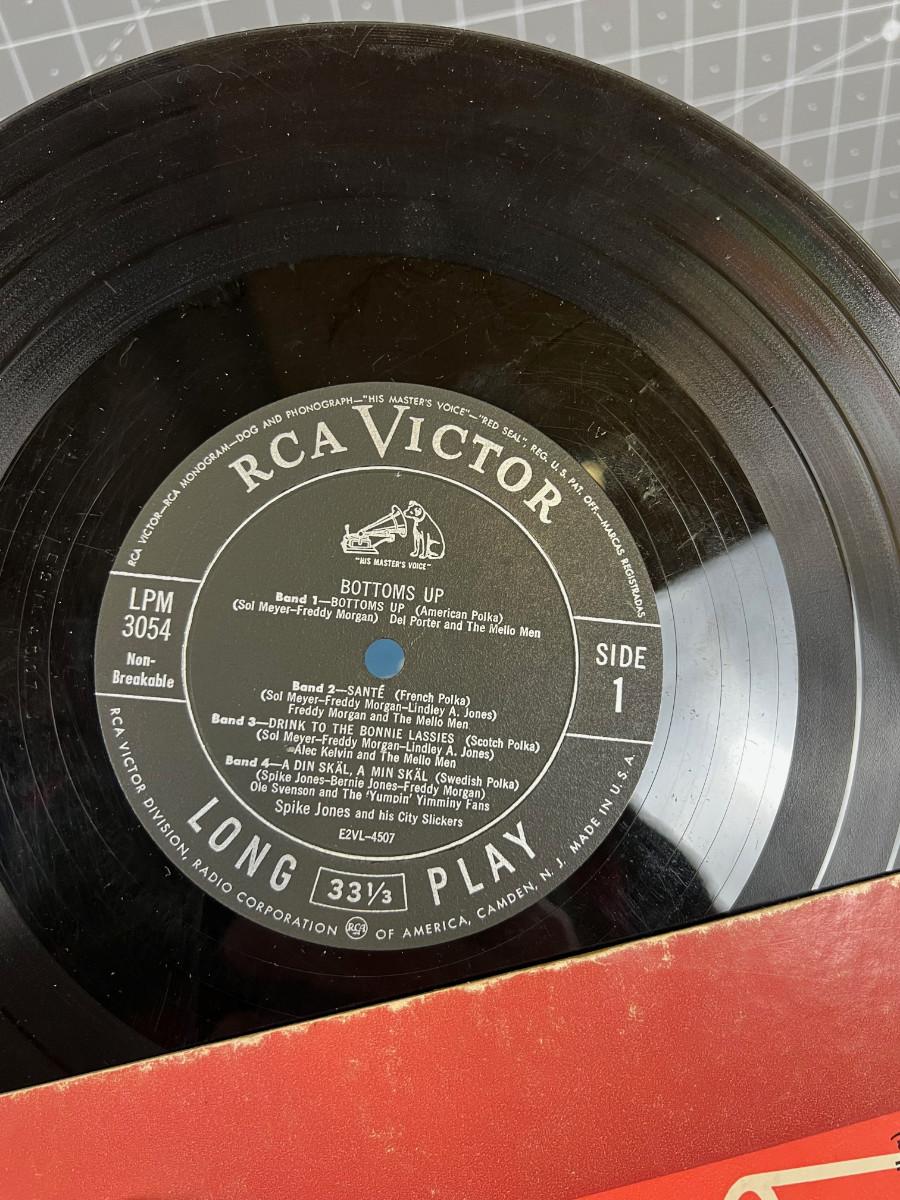 RCA VICTOR—RCA MONOGRAM—DOG AND PHONOGRAPH—"HIS MASTER'S VOICE"—"RED SEAL", REG. U. S. PAT. OFF.—MARCAS REGISTRADAS
RCA VICTOR
"HIS MASTER'S VOICE"
BOTTOMS UP
Band 1—BOTTOMS UP (American Polka)
(Sol Meyer–Freddy Morgan) Del Porter and The Mello Men
LPM
3054
Non-
Breakable
SIDE
1
Band 2—SANTÉ (French Polka)
(Sol Meyer–Freddy Morgan–Lindley A. Jones)
Freddy Morgan and The Mello Men
Band 3—DRINK TO THE BONNIE LASSIES (Scotch Polka)
(Sol Meyer–Freddy Morgan–Lindley A. Jones)
Alec Kelvin and The Mello Men
Band 4—A DIN SKÄL, A MIN SKÄL (Swedish Polka)
(Spike Jones–Bernie Jones–Freddy Morgan)
Ole Svenson and The 'Yumpin' Yimminy Fans
Spike Jones and his City Slickers
E2VL–4507
LONG 33⅓ PLAY
RCA VICTOR DIVISION, RADIO CORPORATION RCA OF AMERICA, CAMDEN, N. J. MADE IN U. S. A.